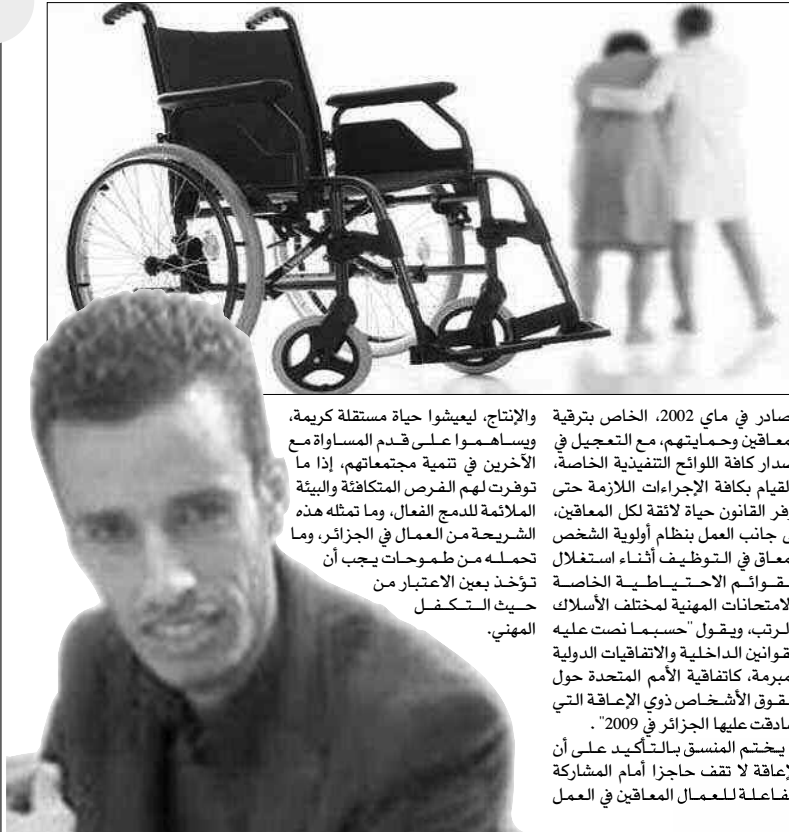 صادر في ماي 2002، الخاص بترقية
معاقين وحمايتهم، مع التعجيل في
صدار كافة اللوائح التنفيذية الخاصة،
لقيام بكافة الإجراءات اللازمة حتى
وفر القانون حياة لائقة لكل المعاقين،
ى جانب العمل بنظام أولوية الشخص
معاق في التوظيف أثناء استغلال
قوائم الاحتياطية الخاصة
لامتحانات المهنية لمختلف الأسلاك
لرتب، ويقول "حسبما نصت عليه
قوانين الداخلية والاتفاقيات الدولية
مبرمة، كاتفاقية الأمم المتحدة حول
قوق الأشخاص ذوي الإعاقة التي
ادقت عليها الجزائر في 2009".
يختم المنسق بالتأكيد على أن
لإعاقة لا تقف حاجزا أمام المشاركة
فاعلة للعمال المعاقين في العمل
والإنتاج، ليعيشوا حياة مستقلة كريمة،
ويساهموا على قدم المساواة مع
الآخرين في تنمية مجتمعاتهم، إذا ما
توفرت لهم الفرص المتكافئة والبيئة
الملائمة للدمج الفعال، وما تمثله هذه
الشريحة من العمال في الجزائر، وما
تحمله من طموحات يجب أن
تؤخذ بعين الاعتبار من
حيث التكفل
المهني.